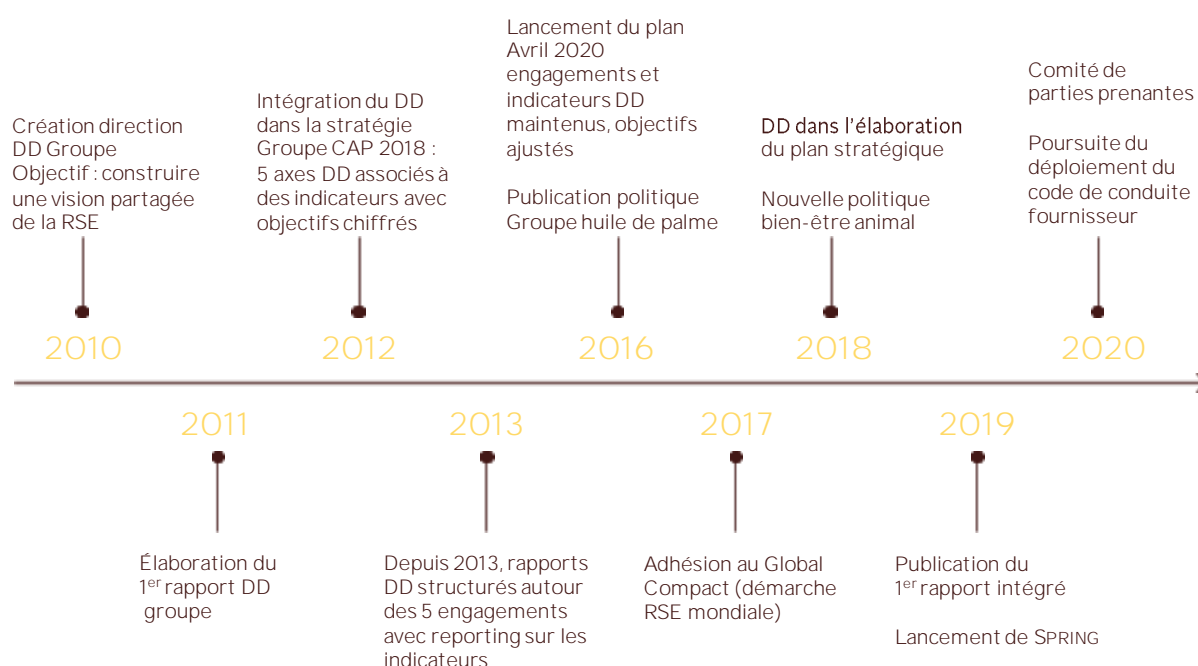 Création direction
DD Groupe
Objectif : construire
une vision partagée
de la RSE
2010
Élaboration du
1er rapport DD
groupe
2011
Intégration du DD
dans la stratégie
Groupe CAP 2018 :
5 axes DD associés à
des indicateurs avec
objectifs chiffrés
2012
Depuis 2013, rapports
DD structurés autour
des 5 engagements
avec reporting sur les
indicateurs
2013
Lancement du plan
Avril 2020
engagements et
indicateurs DD
maintenus, objectifs
ajustés
Publication politique
Groupe huile de palme
2016
Adhésion au Global
Compact (démarche
RSE mondiale)
2017
DD dans l'élaboration
du plan stratégique
Nouvelle politique
bien-être animal
2018
Publication du
1er rapport intégré
Lancement de SPRING
2019
Comité de
parties prenantes
Poursuite du
déploiement du
code de conduite
fournisseur
2020